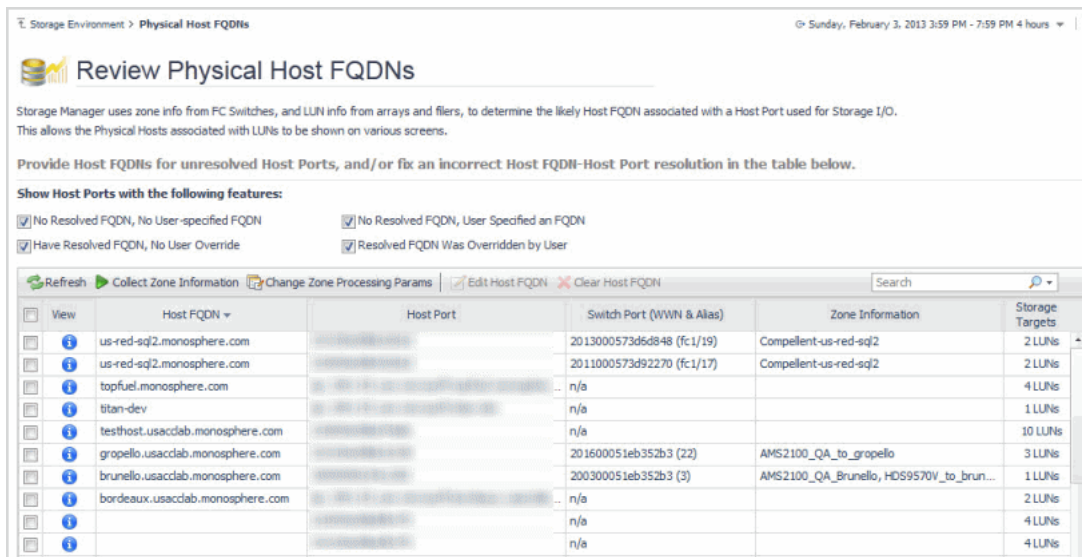 Storage Environment > Physical Host FQDNs
Sunday, February 3, 2013 3:59 PM - 7:59 PM 4 hours
Review Physical Host FQDNs
Storage Manager uses zone info from FC Switches, and LUN info from arrays and filers, to determine the likely Host FQDN associated with a Host Port used for Storage I/O.
This allows the Physical Hosts associated with LUNs to be shown on various screens.
Provide Host FQDNs for unresolved Host Ports, and/or fix an incorrect Host FQDN-Host Port resolution in the table below.
Show Host Ports with the following features:
No Resolved FQDN, No User-specified FQDN No Resolved FQDN, User Specified an FQDN
Have Resolved FQDN, No User Override Resolved FQDN Was Overridden by User
Refresh Collect Zone Information Change Zone Processing Params Edit Host FQDN Clear Host FQDN Search
View Host FQDN Host Port Switch Port (WWN & Alias) Zone Information Storage Targets
us-red-sql2.monosphere.com 2013000573d6d848 (fc1/19) Compellent-us-red-sql2 2 LUNs
us-red-sql2.monosphere.com 2011000573d92270 (fc1/17) Compellent-us-red-sql2 2 LUNs
topfuel.monosphere.com ... n/a 4 LUNs
titan-dev n/a 1 LUNs
testhost.usacclab.monosphere.com n/a 10 LUNs
gropello.usacclab.monosphere.com 201600051eb352b3 (22) AMS2100_QA_to_gropello 3 LUNs
brunello.usacclab.monosphere.com 200300051eb352b3 (3) AMS2100_QA_Brunello, HDS9570V_to_brun... 1 LUNs
bordeaux.usacclab.monosphere.com ... n/a 2 LUNs
n/a 4 LUNs
n/a 4 LUNs